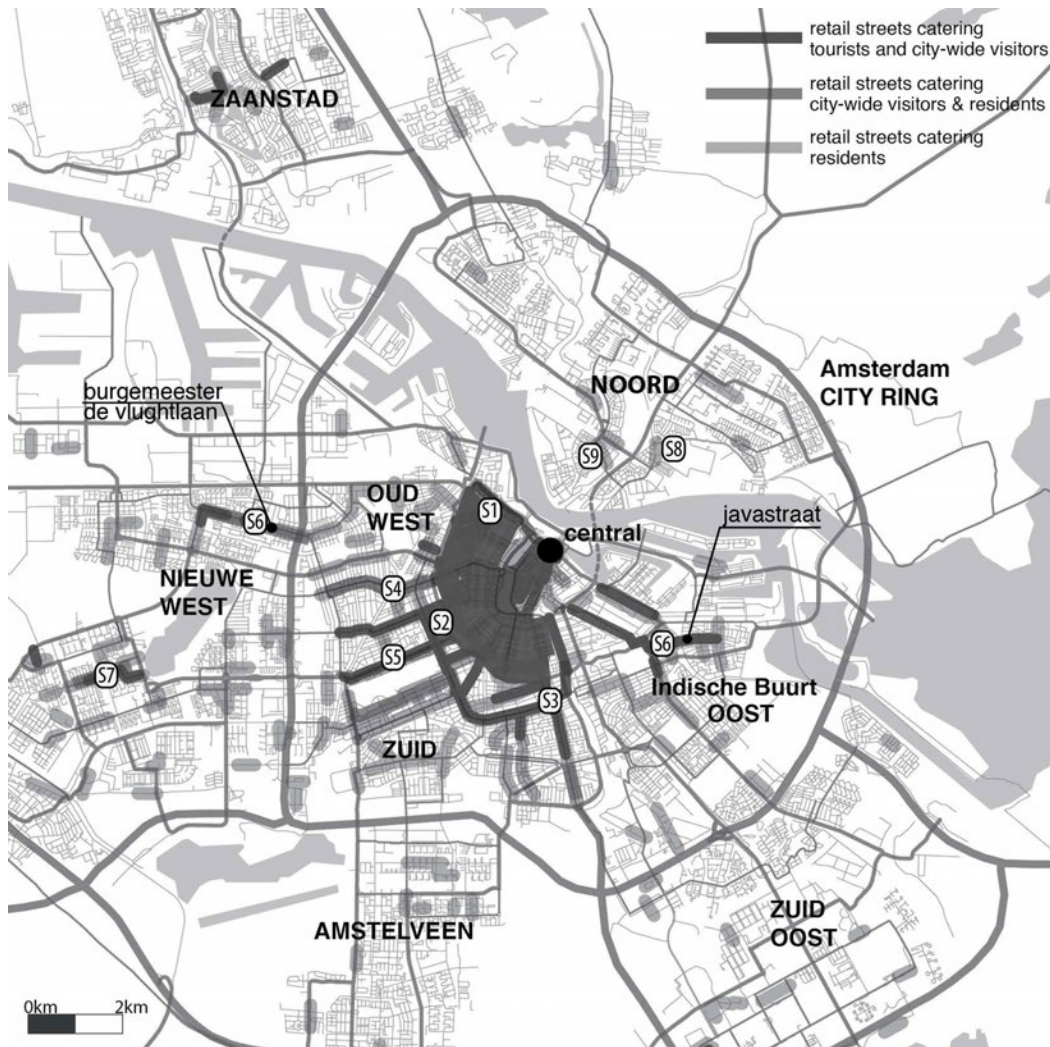 retail streets catering
tourists and city-wide visitors
retail streets catering
city-wide visitors & residents
retail streets catering
residents
ZAANSTAD
Amsterdam
CITY RING
NOORD
burgemeester
de vlughtlaan
S9
S8
OUD
WEST
S1
S6
central
javastraat
NIEUWE
WEST
S4
S2
S6
S5
S7
S3
Indische Buurt
OOST
ZUID
ZUID
OOST
AMSTELVEEN
0km
2km